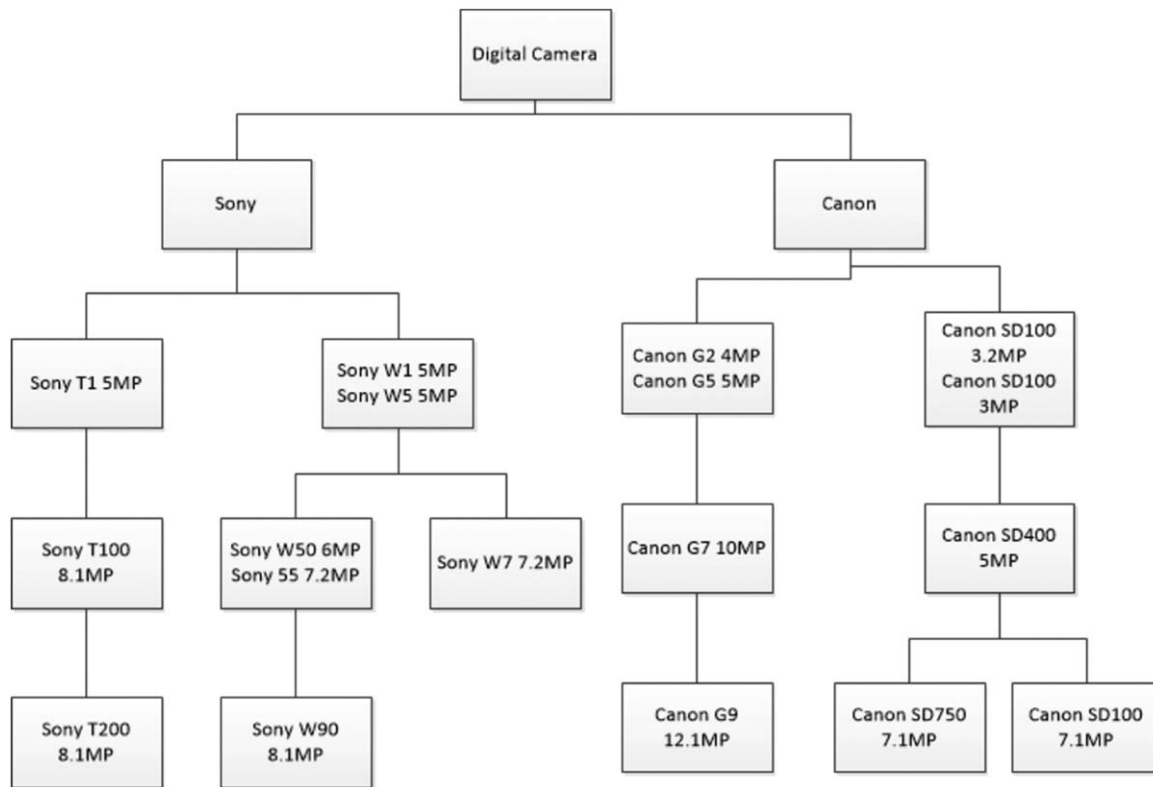 Digital Camera
Sony
Canon
Sony T1 5MP
Sony W1 5MP
Sony W5 5MP
Canon G2 4MP
Canon G5 5MP
Canon SD100
3.2MP
Canon SD100
3MP
Sony T100
8.1MP
Sony W50 6MP
Sony 55 7.2MP
Sony W7 7.2MP
Canon G7 10MP
Canon SD400
5MP
Sony T200
8.1MP
Sony W90
8.1MP
Canon G9
12.1MP
Canon SD750
7.1MP
Canon SD100
7.1MP